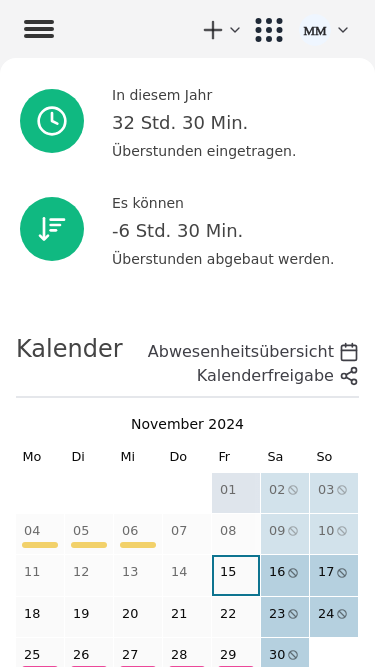 MM
In diesem Jahr
32 Std. 30 Min.
Überstunden eingetragen.
Es können
-6 Std. 30 Min.
Überstunden abgebaut werden.
Kalender
Abwesenheitsübersicht
Kalenderfreigabe
November 2024
Mo Di Mi Do Fr Sa So
01 02 03
04 05 06 07 08 09 10
11 12 13 14 15 16 17
18 19 20 21 22 23 24
25 26 27 28 29 30